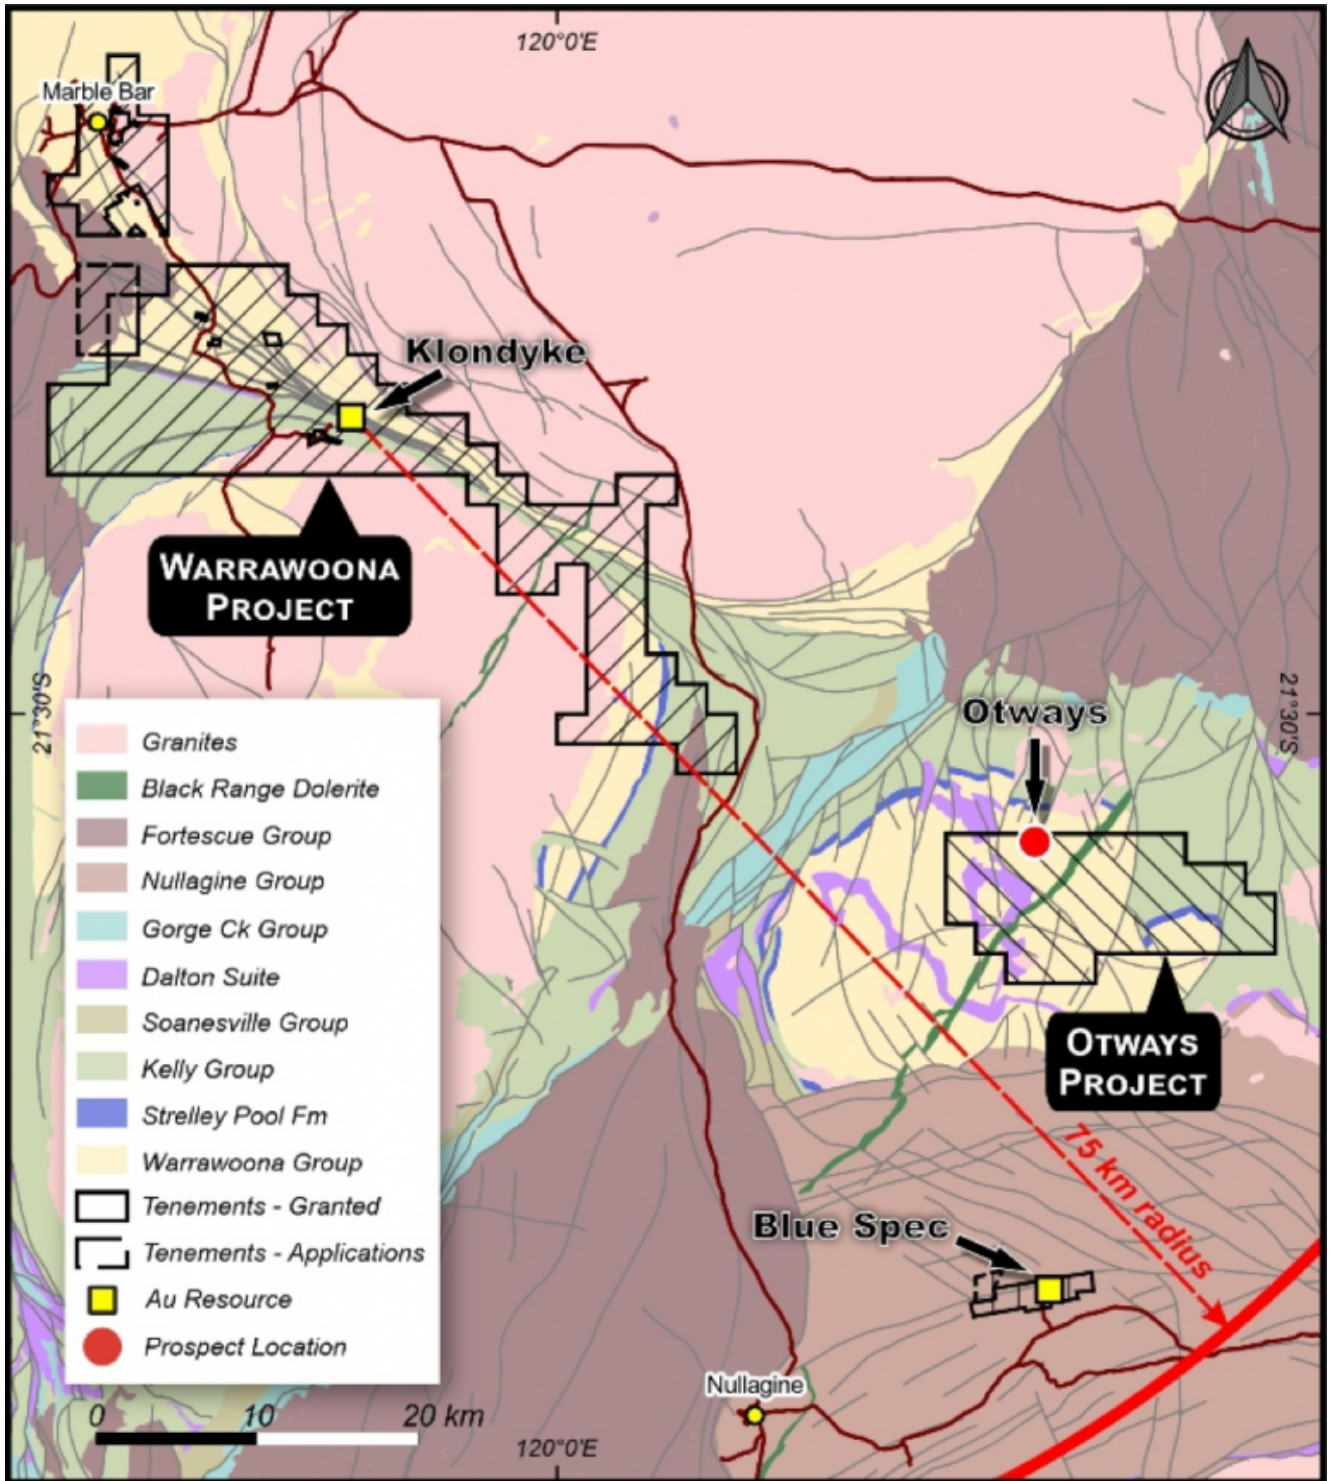 120°0'E
Marble Bar
Klondyke
WARRAWOONA
PROJECT
21°30'S
21°30'S
Otways
Granites
Black Range Dolerite
Fortescue Group
Nullagine Group
Gorge Ck Group
Dalton Suite
Soanesville Group
Kelly Group
Strelley Pool Fm
Warrawoona Group
Tenements - Granted
Tenements - Applications
Au Resource
Prospect Location
OTWAYS
PROJECT
75 km radius
Blue Spec
Nullagine
0 10 20 km
120°0'E